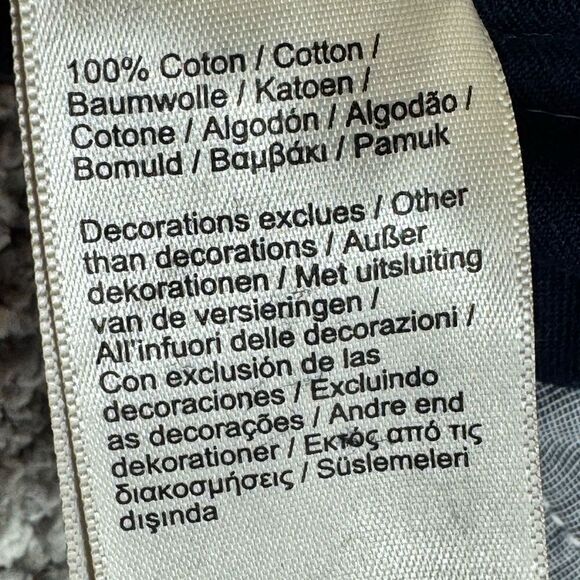 100% Coton / Cotton /
Baumwolle / Katoen /
Cotone / Algodón / Algodão /
Bomuld / Βαμβάκι / Pamuk
Decorations exclues / Other
than decorations / Außer
dekorationen / Met uitsluiting
van de versieringen /
All'infuori delle decorazioni /
Con exclusión de las
decoraciones / Excluindo
as decorações / Andre end
dekorationer / Εκτός από τις
διακοσμήσεις / Süslemeleri
dışında